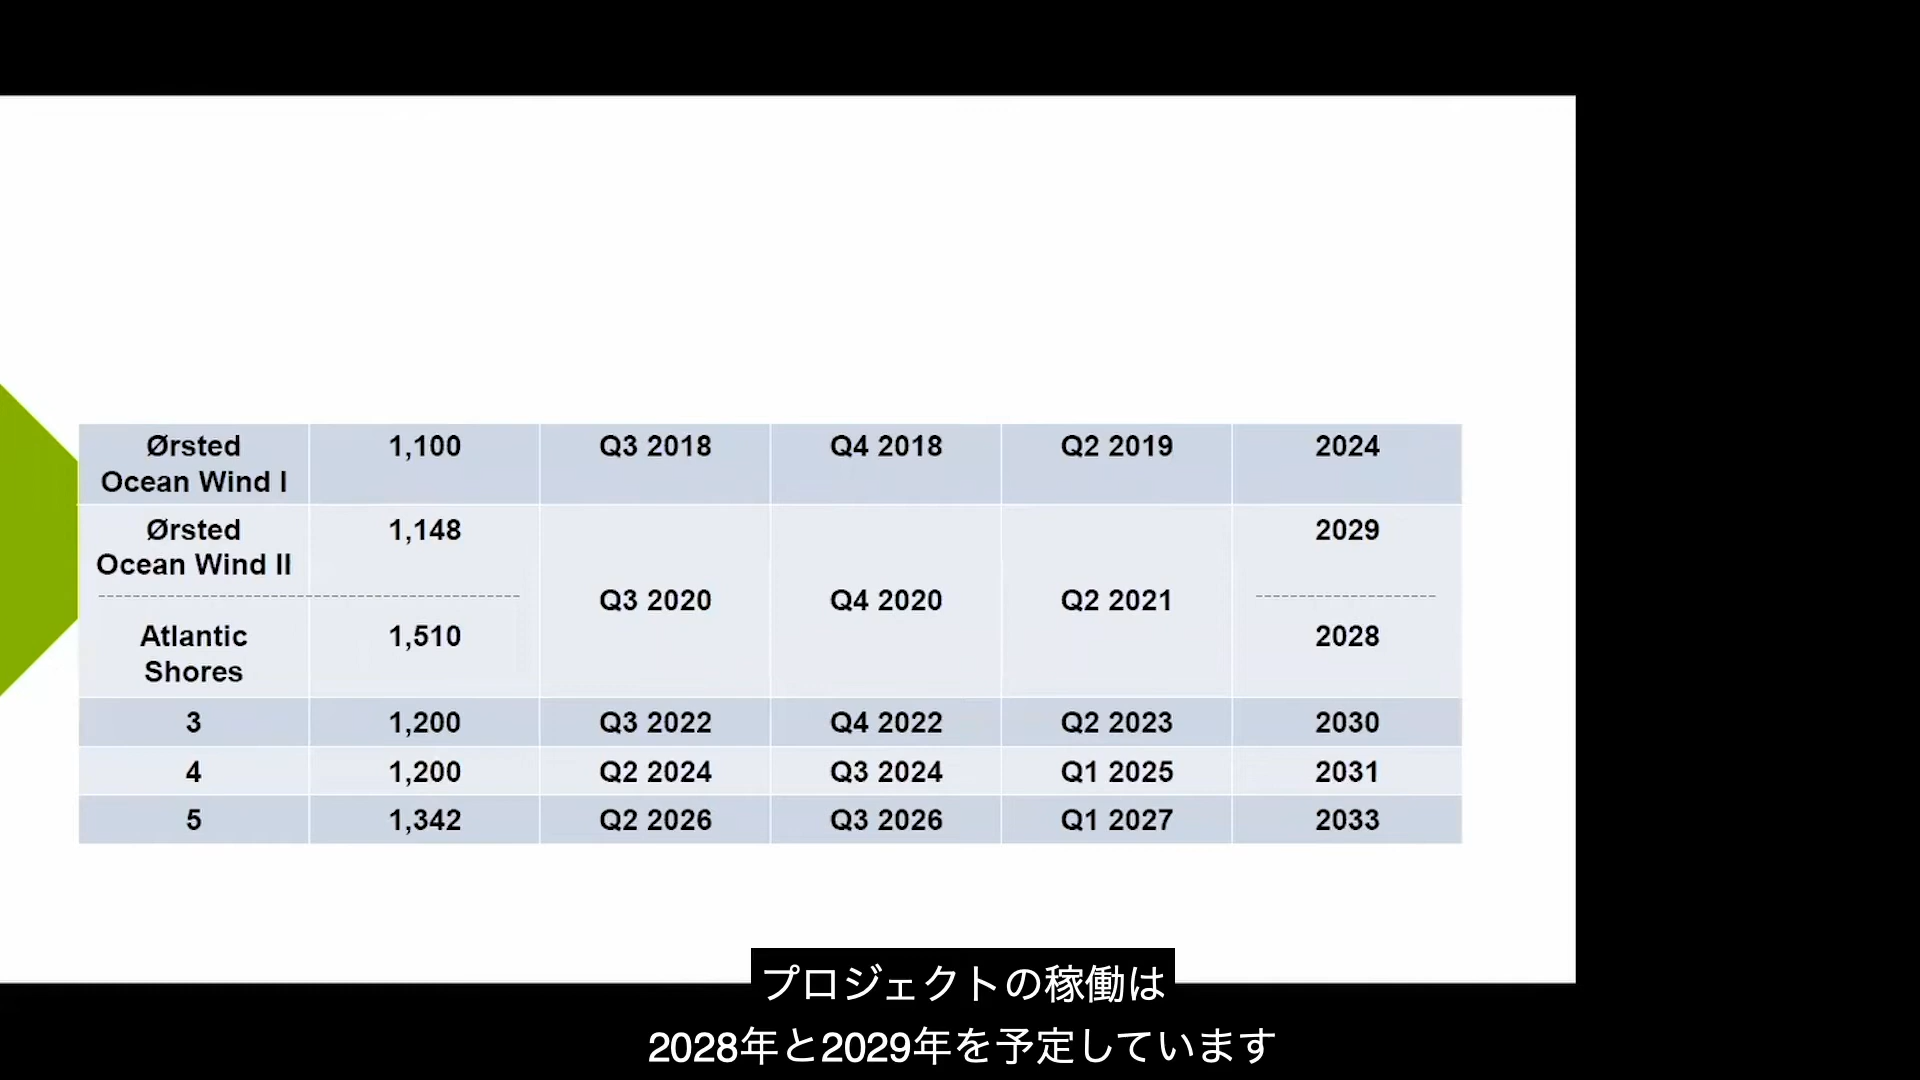 Ørsted 1,100 Q3 2018 Q4 2018 Q2 2019 2024
Ocean Wind I
Ørsted 1,148 2029
Ocean Wind II
Q3 2020 Q4 2020 Q2 2021
Atlantic 1,510 2028
Shores
3 1,200 Q3 2022 Q4 2022 Q2 2023 2030
4 1,200 Q2 2024 Q3 2024 Q1 2025 2031
5 1,342 Q2 2026 Q3 2026 Q1 2027 2033
プロジェクトの稼働は
2028年と2029年を予定しています